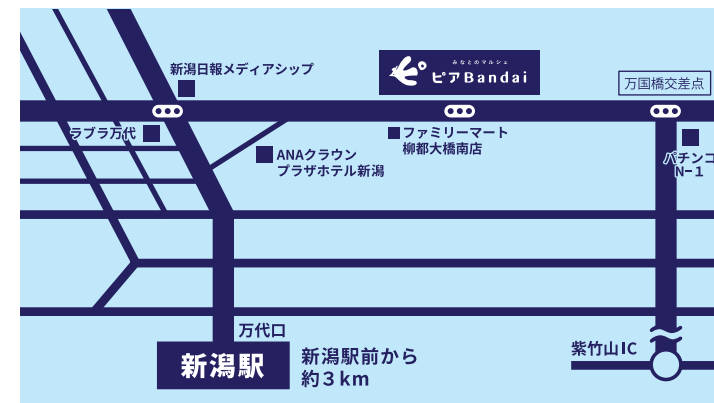 新潟日報メディアシップ
みなとのマルシェ
ピアBandai
万国橋交差点
ラブラ万代
ファミリーマート
柳都大橋南店
ANAクラウン
プラザホテル新潟
パチンコ
N-1
万代口
新潟駅
新潟駅前から
約3km
紫竹山IC